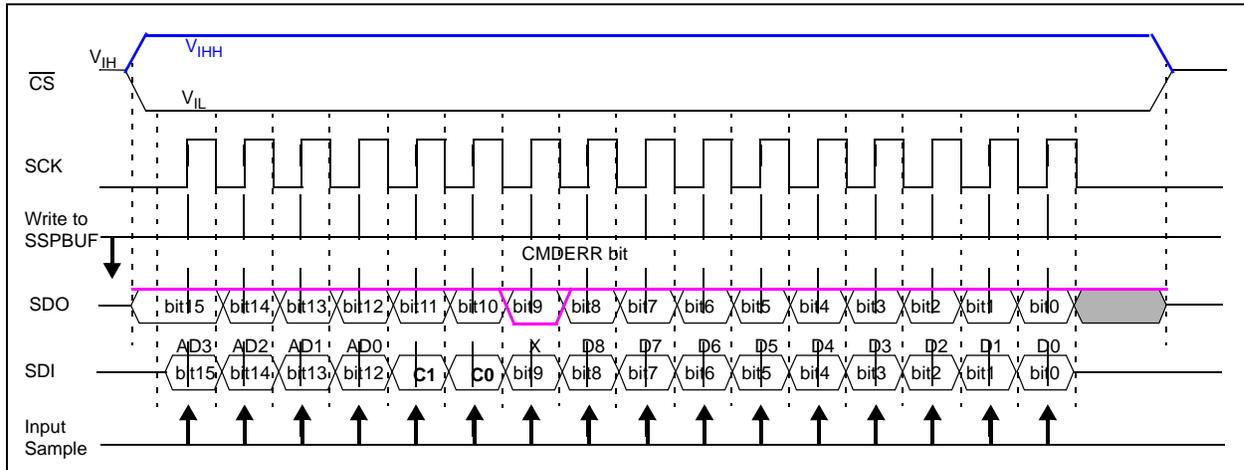 V_IH
V_IHH
CS
V_IL
SCK
Write to
SSPBUF
CMDERR bit
SDO
bit15 bit14 bit13 bit12 bit11 bit10 bit9 bit8 bit7 bit6 bit5 bit4 bit3 bit2 bit1 bit0
AD3 AD2 AD1 AD0 X D8 D7 D6 D5 D4 D3 D2 D1 D0
SDI
bit15 bit14 bit13 bit12 C1 C0 bit9 bit8 bit7 bit6 bit5 bit4 bit3 bit2 bit1 bit0
Input
Sample